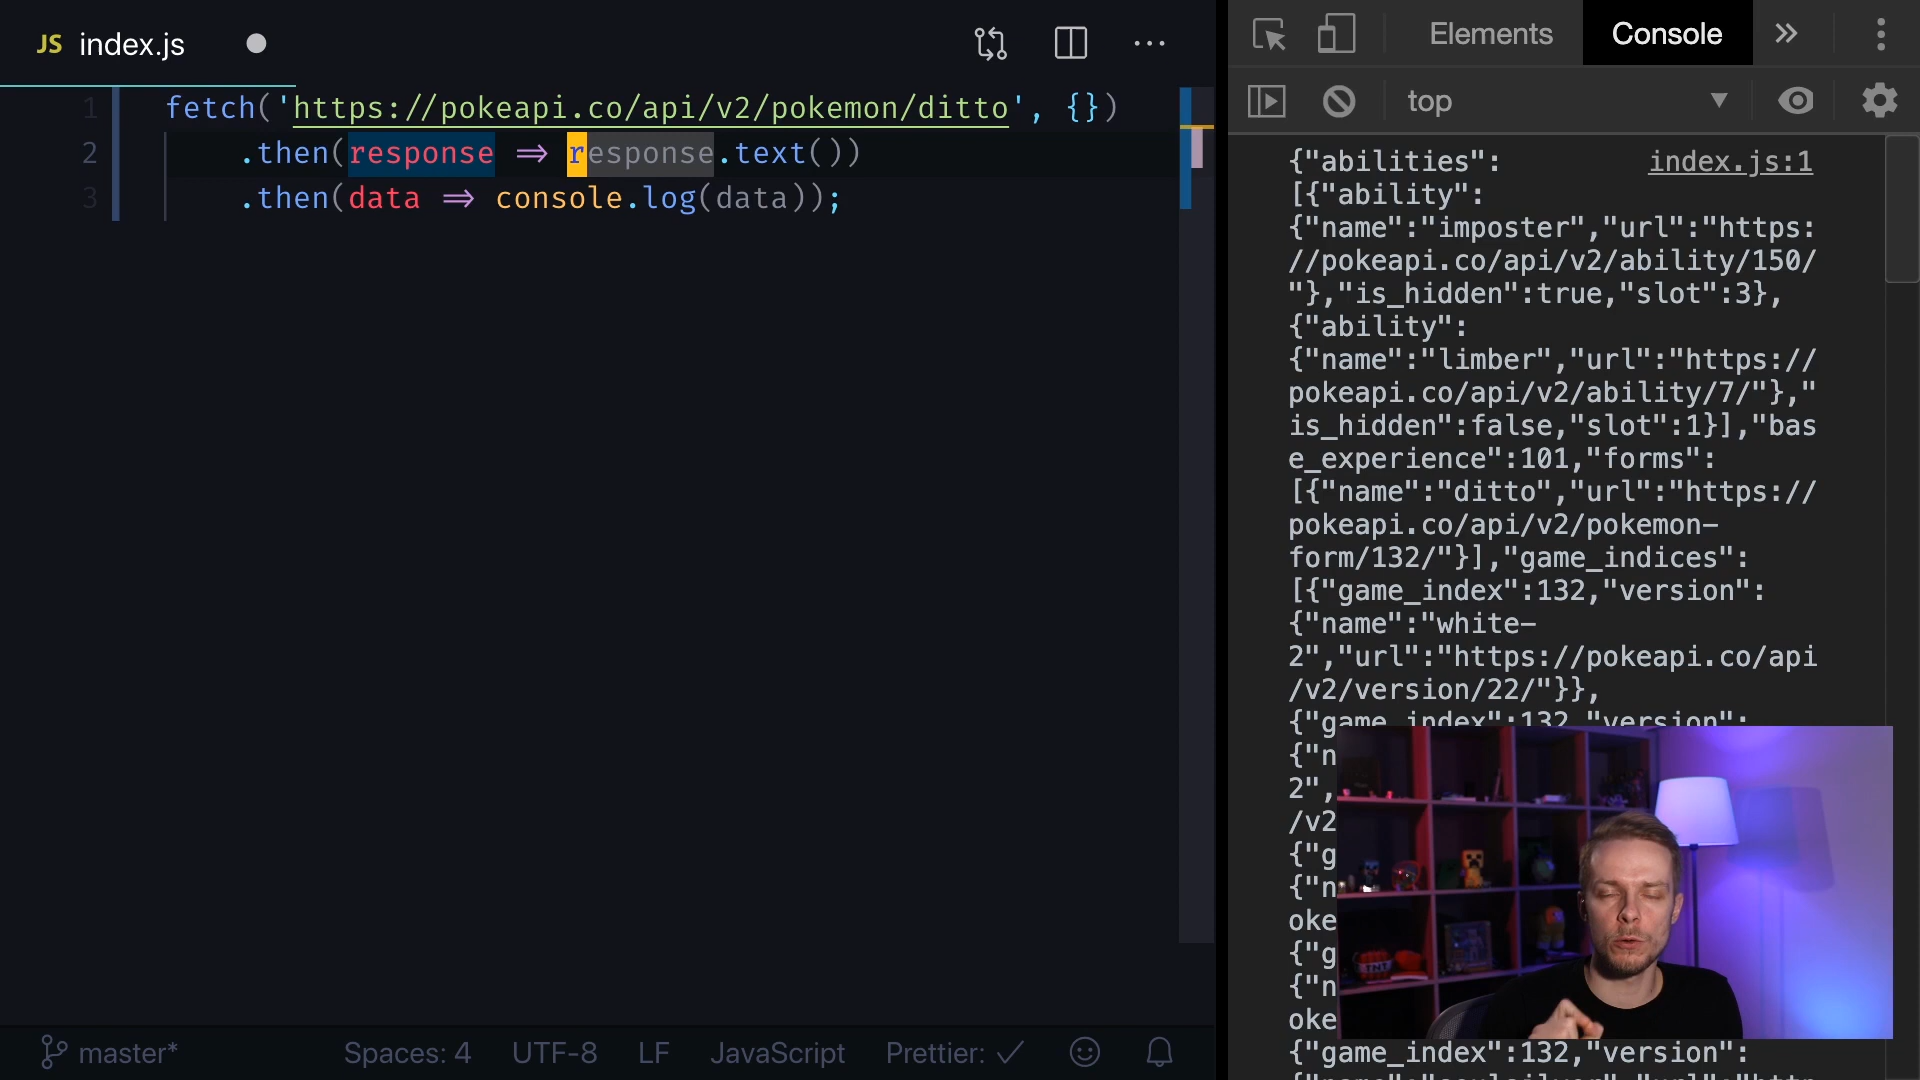 JS index.js
1 fetch('https://pokeapi.co/api/v2/pokemon/ditto', {})
2 .then(response => response.text())
3 .then(data => console.log(data));
master* Spaces: 4 UTF-8 LF JavaScript Prettier: ✓
Elements Console »
top ▼
{"abilities": index.js:1
[{"ability":
{"name":"imposter","url":"https:
//pokeapi.co/api/v2/ability/150/
"},"is_hidden":true,"slot":3},
{"ability":
{"name":"limber","url":"https://
pokeapi.co/api/v2/ability/7/"},"
is_hidden":false,"slot":1}],"bas
e_experience":101,"forms":
[{"name":"ditto","url":"https://
pokeapi.co/api/v2/pokemon-
form/132/"}],"game_indices":
[{"game_index":132,"version":
{"name":"white-
2","url":"https://pokeapi.co/api
/v2/version/22/"}},
{"game_index":132,"version":
{"n
2",
/v2
{"g
{"n
oke
{"g
{"n
oke
{"game_index":132,"version":
TNT